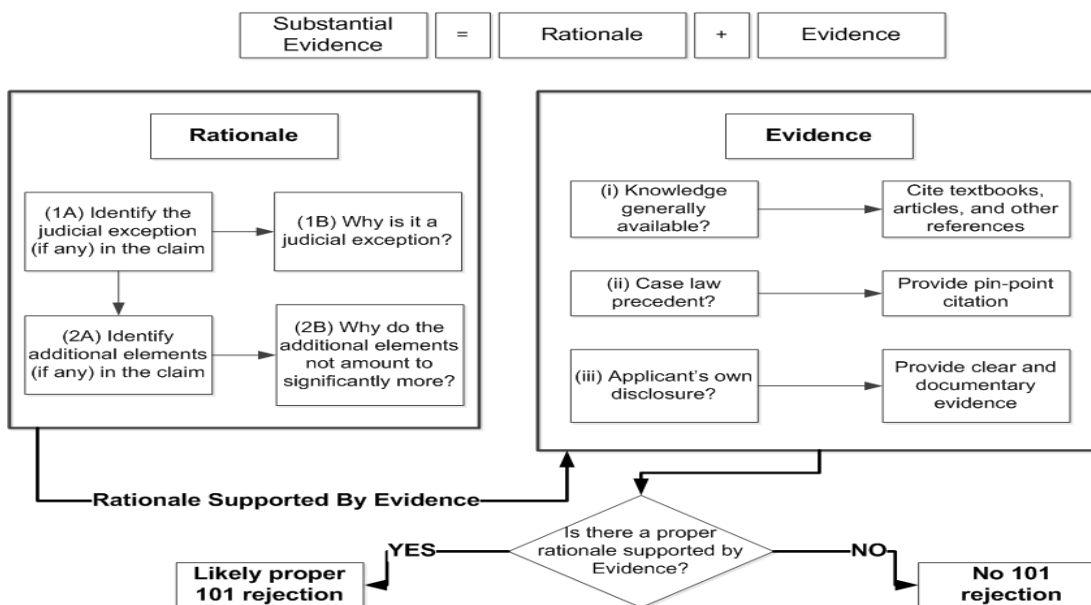 Substantial
Evidence
=
Rationale
+
Evidence
Rationale
(1A) Identify the
judicial exception
(if any) in the claim
(1B) Why is it a
judicial exception?
(2A) Identify
additional elements
(if any) in the claim
(2B) Why do the
additional elements
not amount to
significantly more?
Evidence
(i) Knowledge
generally
available?
Cite textbooks,
articles, and other
references
(ii) Case law
precedent?
Provide pin-point
citation
(iii) Applicant's own
disclosure?
Provide clear and
documentary
evidence
Rationale Supported By Evidence
Is there a proper
rationale supported by
Evidence?
YES
NO
Likely proper
101 rejection
No 101
rejection